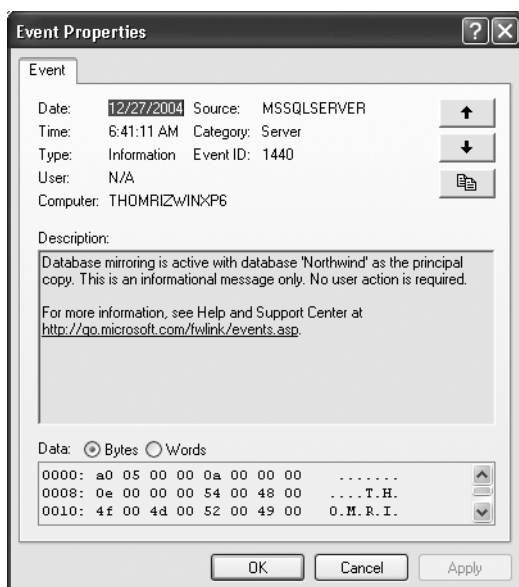 Event Properties
Event
Date: 12/27/2004 Source: MSSQLSERVER
Time: 6:41:11 AM Category: Server
Type: Information Event ID: 1440
User: N/A
Computer: THOMRIZWINXP6
Description:
Database mirroring is active with database 'Northwind' as the principal
copy. This is an informational message only. No user action is required.
For more information, see Help and Support Center at
http://go.microsoft.com/fwlink/events.asp.
Data: Bytes Words
0000: a0 05 00 00 0a 00 00 00 .......
0008: 0e 00 00 00 54 00 48 00 ....T.H.
0010: 4f 00 4d 00 52 00 49 00 O.M.R.I.
OK Cancel Apply